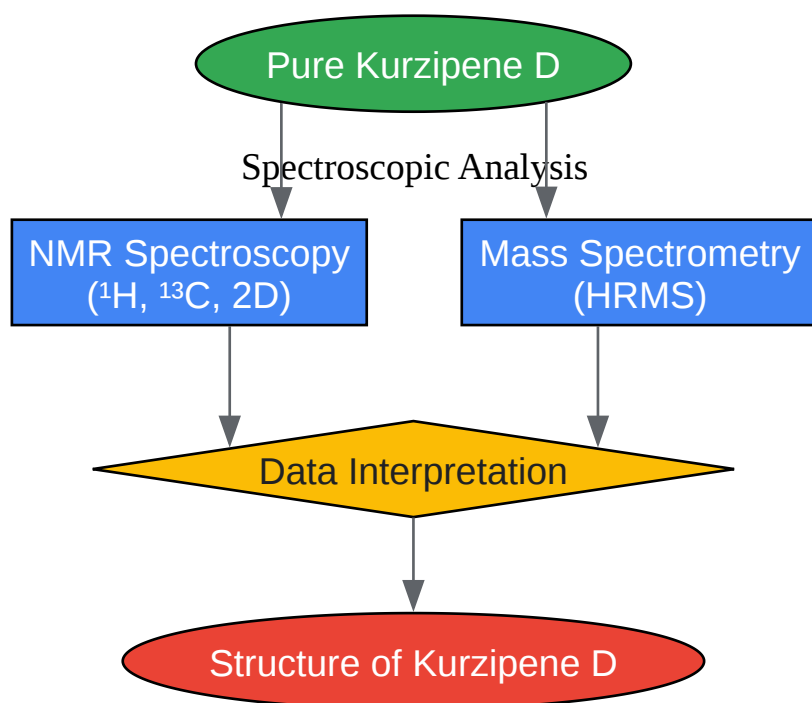 Pure Kurzipene D
Spectroscopic Analysis
NMR Spectroscopy
(¹H, ¹³C, 2D)
Mass Spectrometry
(HRMS)
Data Interpretation
Structure of Kurzipene D